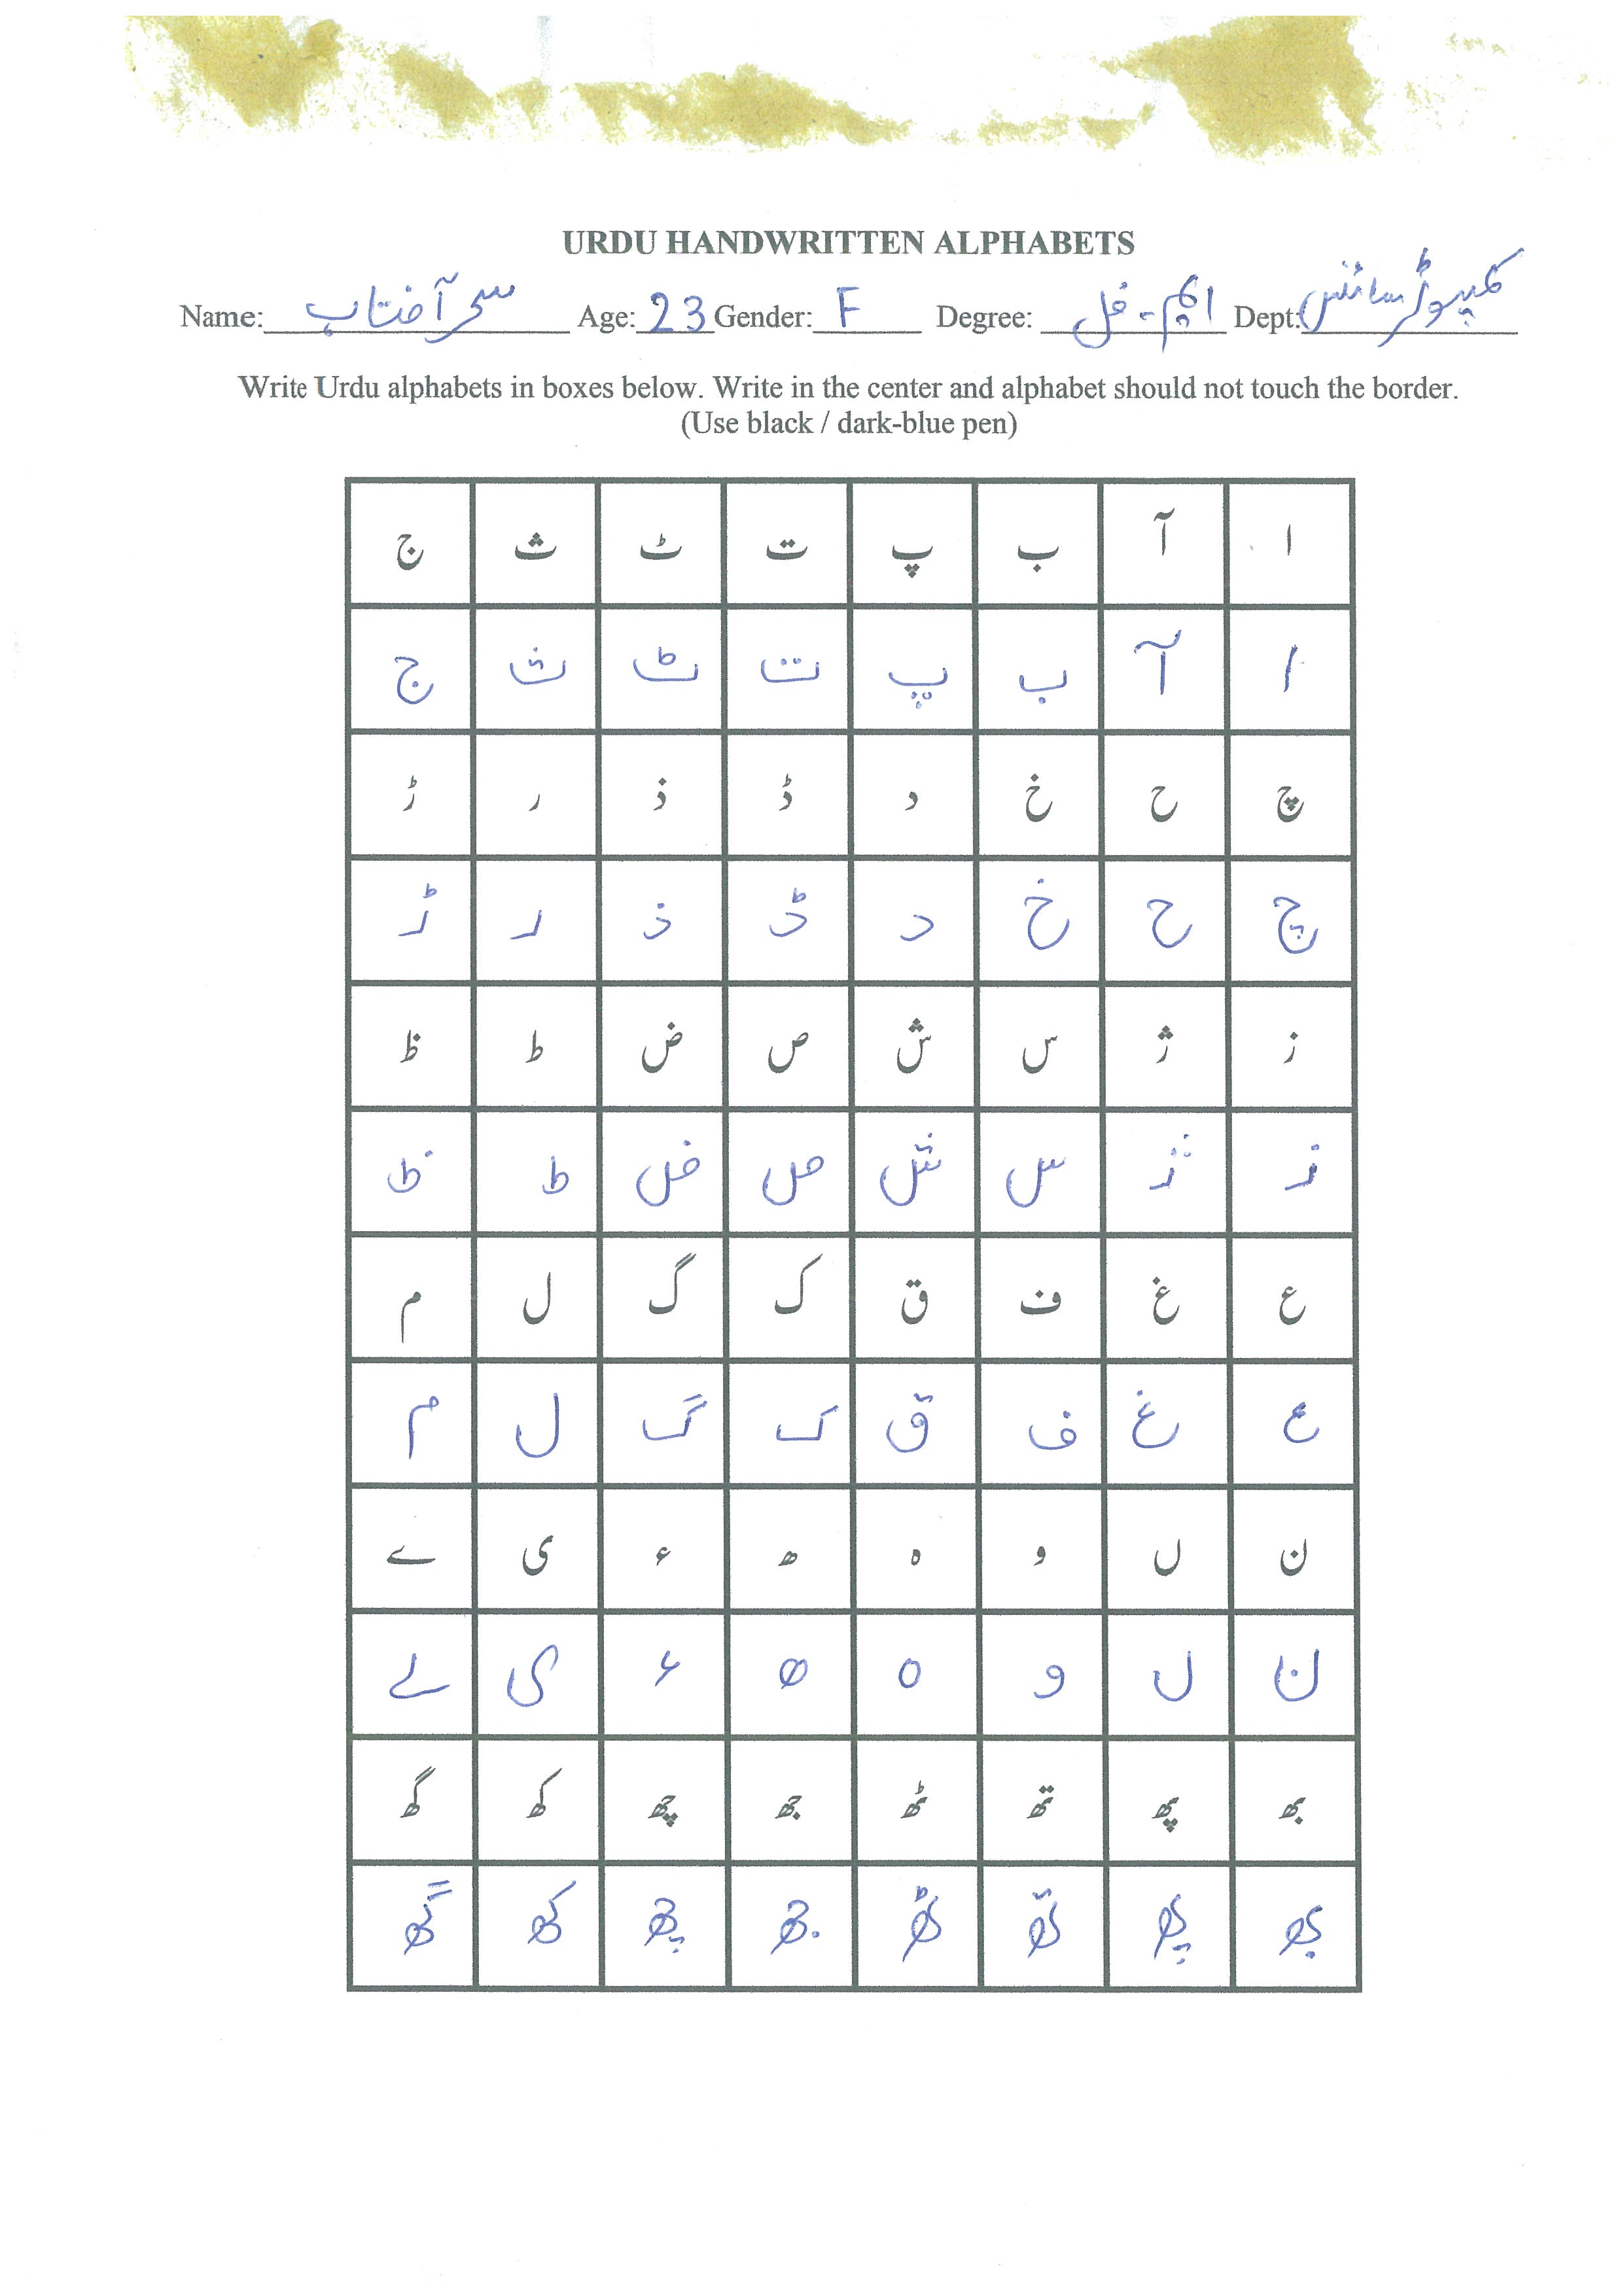 URDU HANDWRITTEN ALPHABETS
Name: سحر آفتاب Age: 23 Gender: F Degree: ایم-فل Dept: کمپیوٹر سائنس
Write Urdu alphabets in boxes below. Write in the center and alphabet should not touch the border.
(Use black / dark-blue pen)
ا آ ب پ ت ٹ ث ج
ا آ ب پ ت ٹ ث ج
چ ح خ د ڈ ذ ر ڑ
چ ح خ د ڈ ذ ر ڑ
ز ژ س ش ص ض ط ظ
ز ژ س ش ص ض ط ظ
ع غ ف ق ک گ ل م
ع غ ف ق ک گ ل م
ن ں و ہ ھ ء ی ے
ن ں و ہ ھ ء ی ے
بھ پھ تھ ٹھ جھ چھ کھ گھ
بھ پھ تھ ٹھ جھ چھ کھ گھ